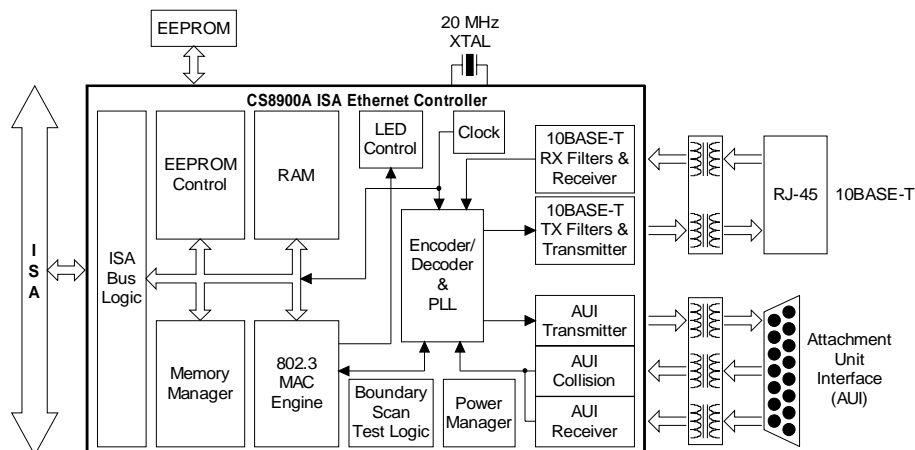 EEPROM
20 MHz
XTAL
CS8900A ISA Ethernet Controller
ISA
ISA
Bus
Logic
EEPROM
Control
RAM
LED
Control
Clock
10BASE-T
RX Filters &
Receiver
10BASE-T
TX Filters &
Transmitter
RJ-45
10BASE-T
Encoder/
Decoder
&
PLL
Memory
Manager
802.3
MAC
Engine
Boundary
Scan
Test Logic
Power
Manager
AUI
Transmitter
AUI
Collision
AUI
Receiver
Attachment
Unit
Interface
(AUI)